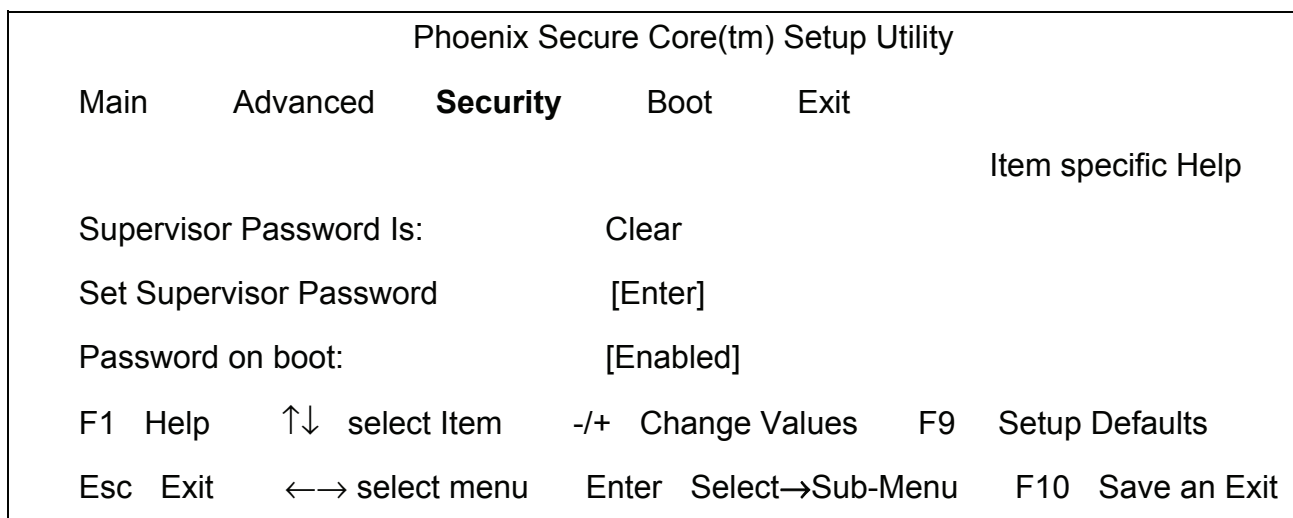 Phoenix Secure Core(tm) Setup Utility
Main Advanced Security Boot Exit
Item specific Help
Supervisor Password Is: Clear
Set Supervisor Password [Enter]
Password on boot: [Enabled]
F1 Help ↑↓ select Item -/+ Change Values F9 Setup Defaults
Esc Exit ←→ select menu Enter Select→Sub-Menu F10 Save an Exit